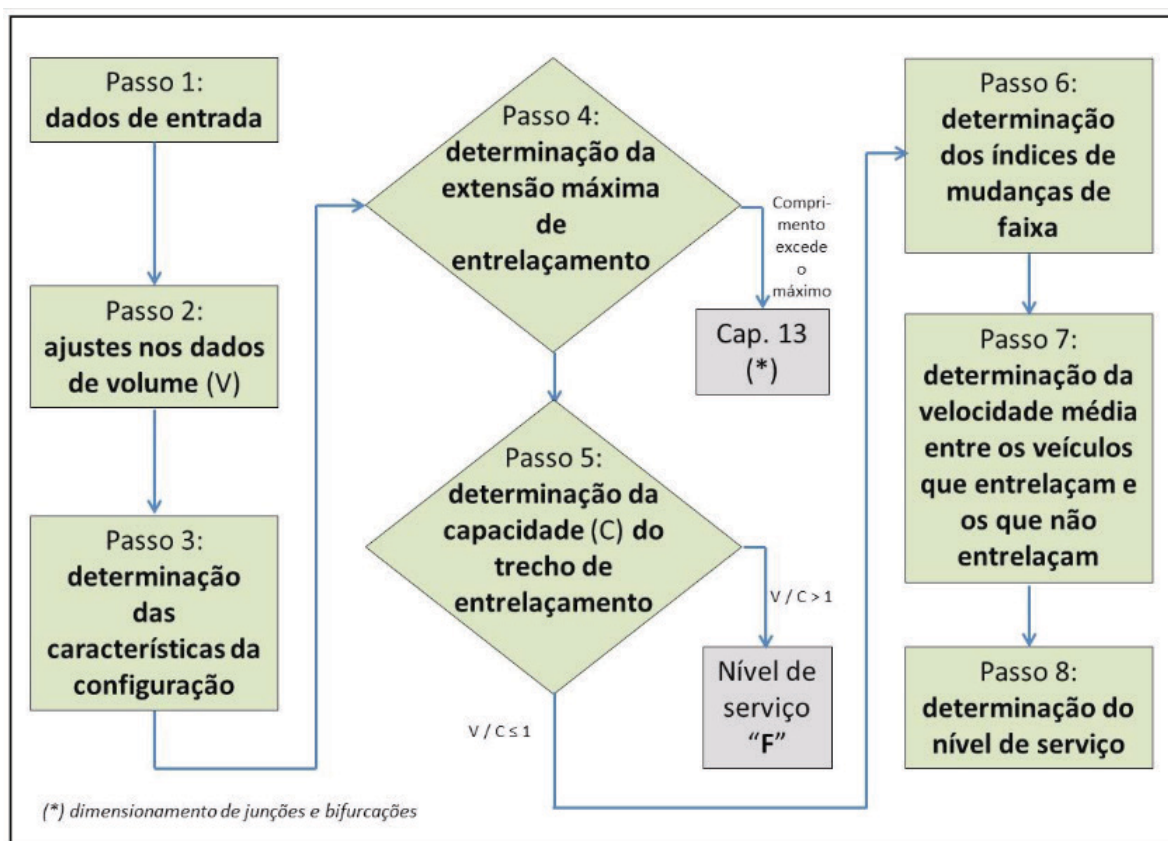 Passo 1:
dados de entrada
Passo 2:
ajustes nos dados
de volume (V)
Passo 3:
determinação
das
características da
configuração
Passo 4:
determinação da
extensão máxima
de
entrelaçamento
Compri-
mento
excede
o
máximo
Cap. 13
(*)
Passo 5:
determinação da
capacidade (C) do
trecho de
entrelaçamento
V / C > 1
Nível de
serviço
“F”
V / C ≤ 1
Passo 6:
determinação
dos índices de
mudanças de
faixa
Passo 7:
determinação da
velocidade média
entre os veículos
que entrelaçam e
os que não
entrelaçam
Passo 8:
determinação do
nível de serviço
(*) dimensionamento de junções e bifurcações